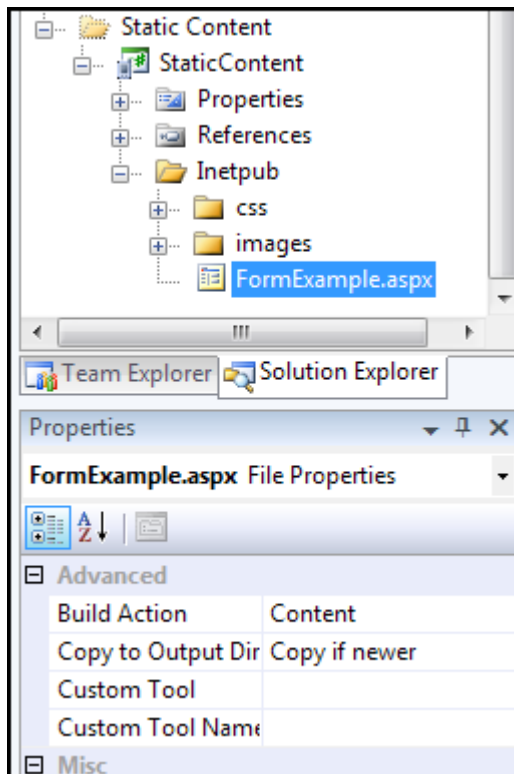 Static Content
StaticContent
Properties
References
Inetpub
css
images
FormExample.aspx
Team Explorer Solution Explorer
Properties
FormExample.aspx File Properties
Advanced
Build Action Content
Copy to Output Dir Copy if newer
Custom Tool
Custom Tool Name
Misc